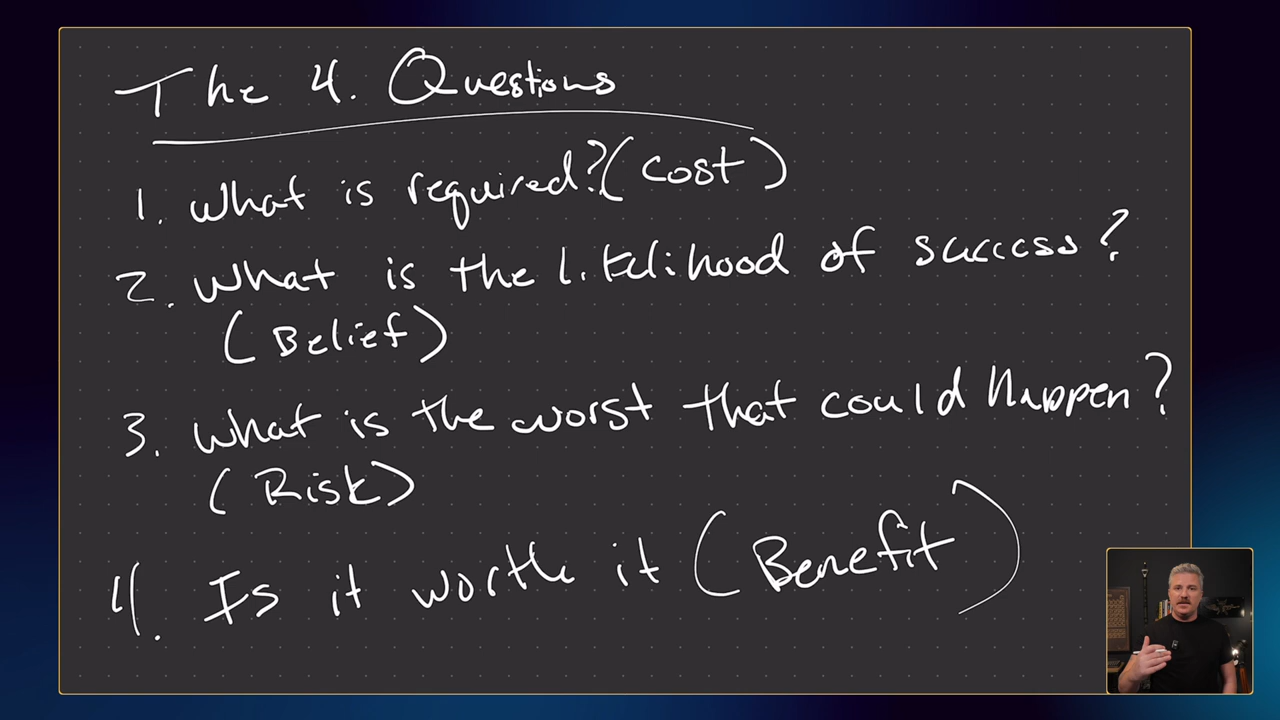 The 4. Questions
1. What is required? (Cost)
2. What is the likelihood of success?
(Belief)
3. What is the worst that could happen?
(Risk)
4. Is it worth it (Benefit)